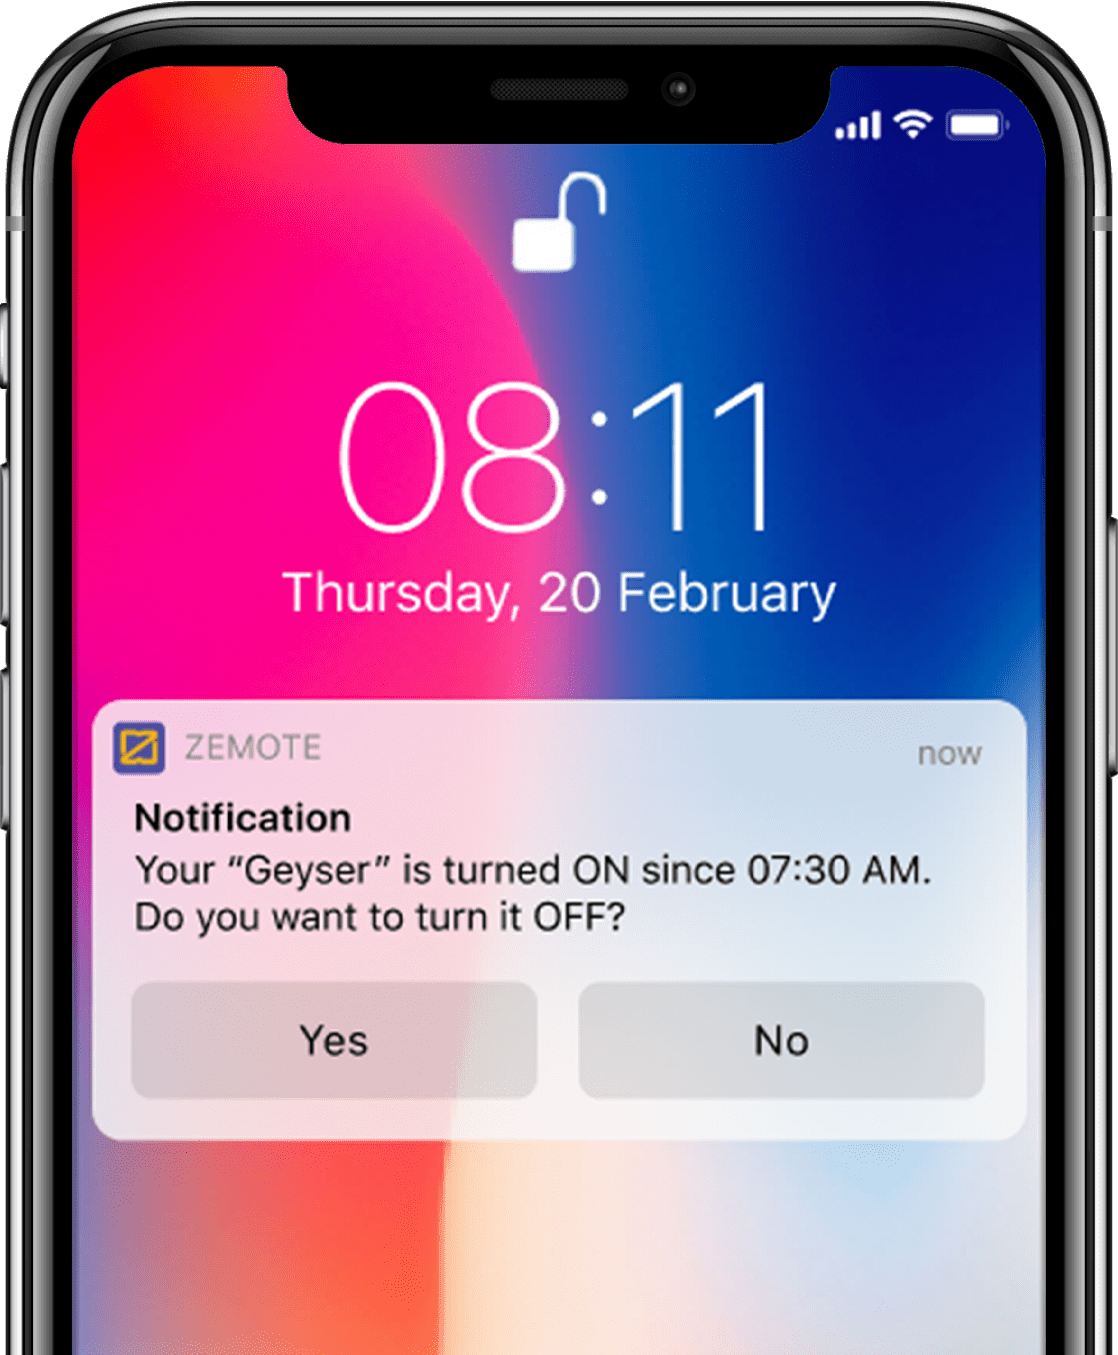 08:11
Thursday, 20 February
ZEMOTE
now
Notification
Your “Geyser” is turned ON since 07:30 AM.
Do you want to turn it OFF?
Yes
No